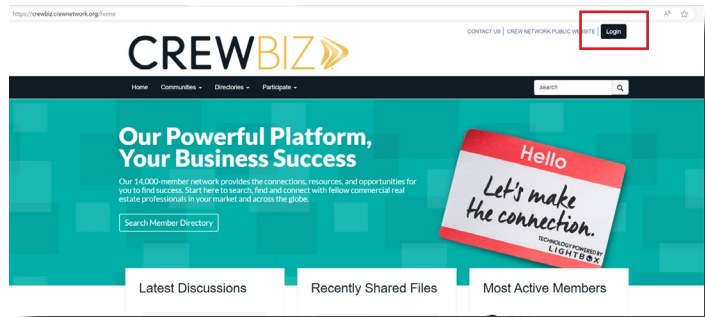 https://crewbiz.crewnetwork.org/home
CONTACT US | CREW NETWORK PUBLIC WEBSITE | Login
CREWBIZ
Home Communities Directories Participate search
Our Powerful Platform,
Your Business Success
Our 14,000-member network provides the connections, resources, and opportunities for
you to find success. Start here to search, find and connect with fellow commercial real
estate professionals in your market and across the globe.
Search Member Directory
Hello
Let's make
the connection.
TECHNOLOGY POWERED BY
LIGHTBOX
Latest Discussions Recently Shared Files Most Active Members